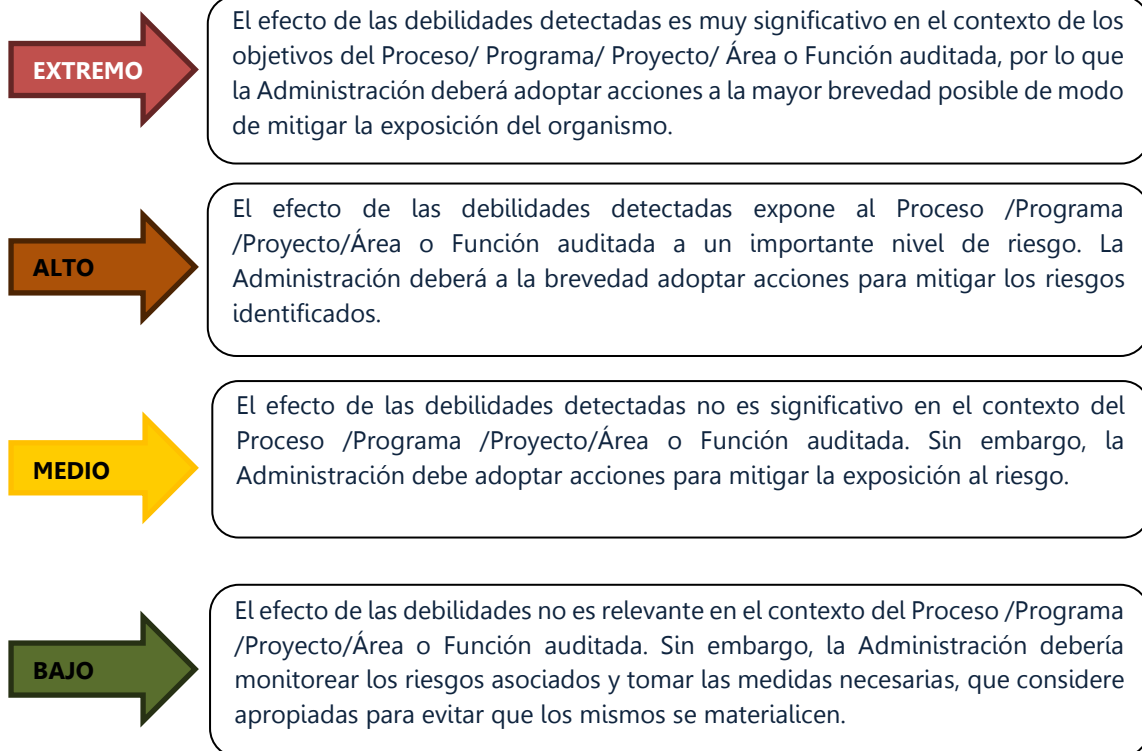 EXTREMO
El efecto de las debilidades detectadas es muy significativo en el contexto de los
objetivos del Proceso/ Programa/ Proyecto/ Área o Función auditada, por lo que
la Administración deberá adoptar acciones a la mayor brevedad posible de modo
de mitigar la exposición del organismo.
ALTO
El efecto de las debilidades detectadas expone al Proceso /Programa
/Proyecto/Área o Función auditada a un importante nivel de riesgo. La
Administración deberá a la brevedad adoptar acciones para mitigar los riesgos
identificados.
MEDIO
El efecto de las debilidades detectadas no es significativo en el contexto del
Proceso /Programa /Proyecto/Área o Función auditada. Sin embargo, la
Administración debe adoptar acciones para mitigar la exposición al riesgo.
BAJO
El efecto de las debilidades no es relevante en el contexto del Proceso /Programa
/Proyecto/Área o Función auditada. Sin embargo, la Administración debería
monitorear los riesgos asociados y tomar las medidas necesarias, que considere
apropiadas para evitar que los mismos se materialicen.